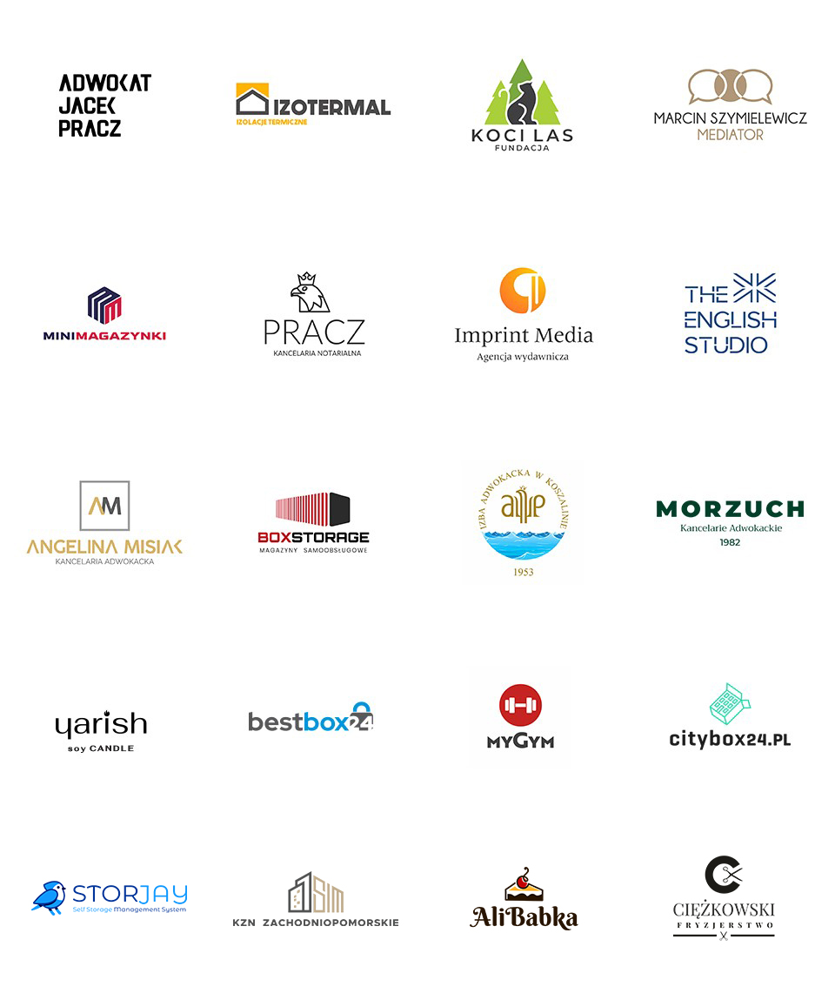 ADWOKAT
JACEK
PRACZ
IZOTERMAL
IZOLACJE TERMICZNE
KOCI LAS
FUNDACJA
MARCIN SZYMIELEWICZ
MEDIATOR
MINIMAGAZYNKI
PRACZ
KANCELARIA NOTARIALNA
Imprint Media
Agencja wydawnicza
THE
ENGLISH
STUDIO
AM
ANGELINA MISIAK
KANCELARIA ADWOKACKA
BOXSTORAGE
MAGAZYNY SAMOOBSŁUGOWE
IZBA ADWOKACKA W KOSZALINIE
1953
MORZUCH
Kancelarie Adwokackie
1982
yarish
soy CANDLE
bestbox24
MYGYM
citybox24.PL
STORJAY
Self Storage Management System
SIM
KZN ZACHODNIOPOMORSKIE
AliBabka
C
CIĘŻKOWSKI
FRYZJERSTWO